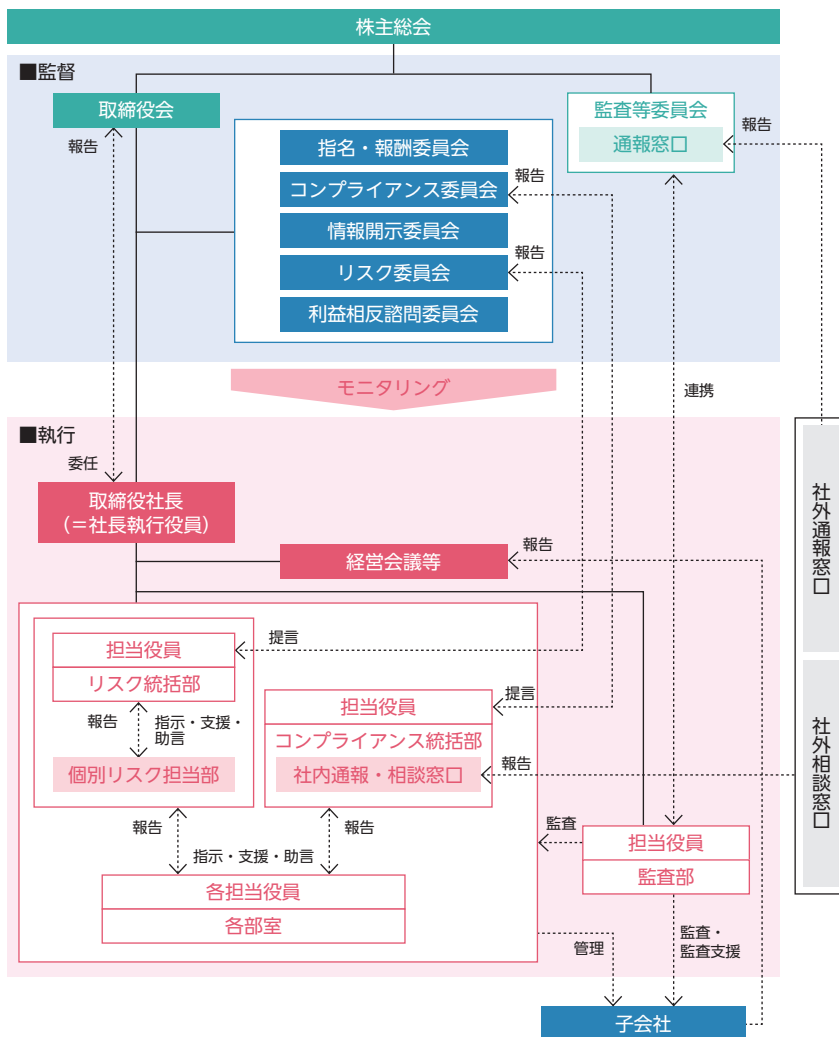 株主総会
■監督
取締役会
監査等委員会
通報窓口
報告
報告
指名・報酬委員会
コンプライアンス委員会
報告
情報開示委員会
リスク委員会
報告
利益相反諮問委員会
モニタリング
連携
■執行
委任
取締役社長
（＝社長執行役員）
経営会議等
報告
社外通報窓口
担当役員
提言
リスク統括部
報告
指示・支援・
助言
個別リスク担当部
担当役員
提言
コンプライアンス統括部
社内通報・相談窓口
報告
社外相談窓口
報告
報告
指示・支援・助言
各担当役員
各部室
監査
担当役員
監査部
管理
監査・
監査支援
子会社